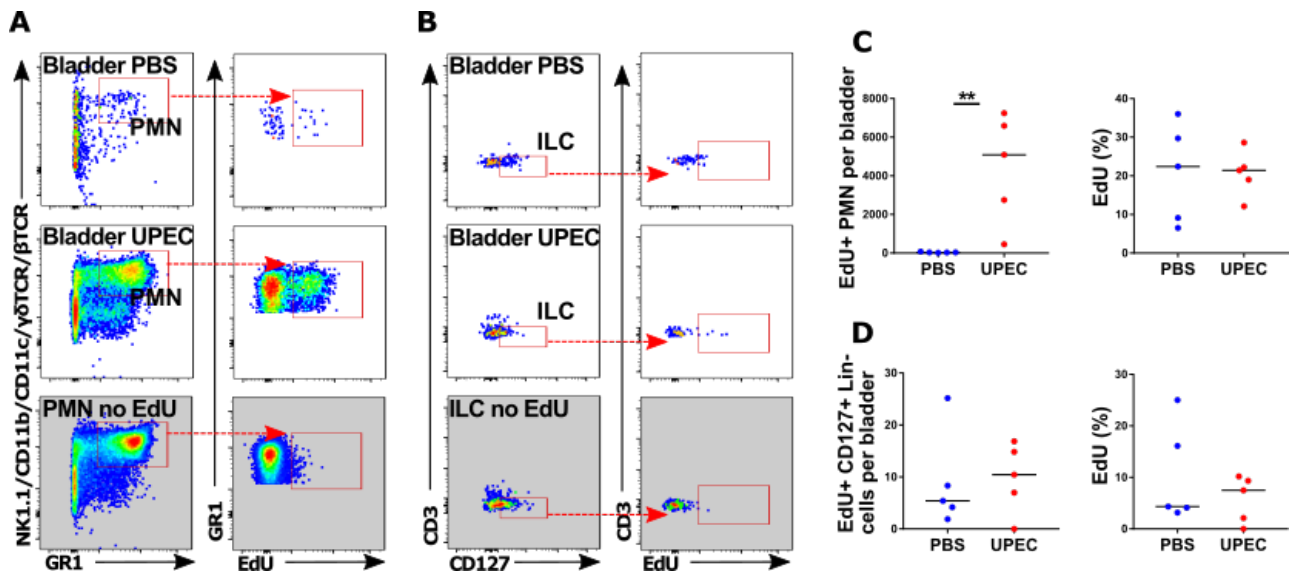 A
NK1.1/CD11b/CD11c/γδTCR/βTCR
Bladder PBS
PMN
Bladder UPEC
PMN
PMN no EdU
GR1
GR1
EdU
B
CD3
Bladder PBS
ILC
Bladder UPEC
ILC
ILC no EdU
CD127
CD3
EdU
C
EdU+ PMN per bladder
8000
6000
4000
2000
0
**
PBS UPEC
EdU (%)
40
30
20
10
0
PBS UPEC
D
EdU+ CD127+ Lin-
cells per bladder
30
20
10
0
PBS UPEC
EdU (%)
30
20
10
0
PBS UPEC